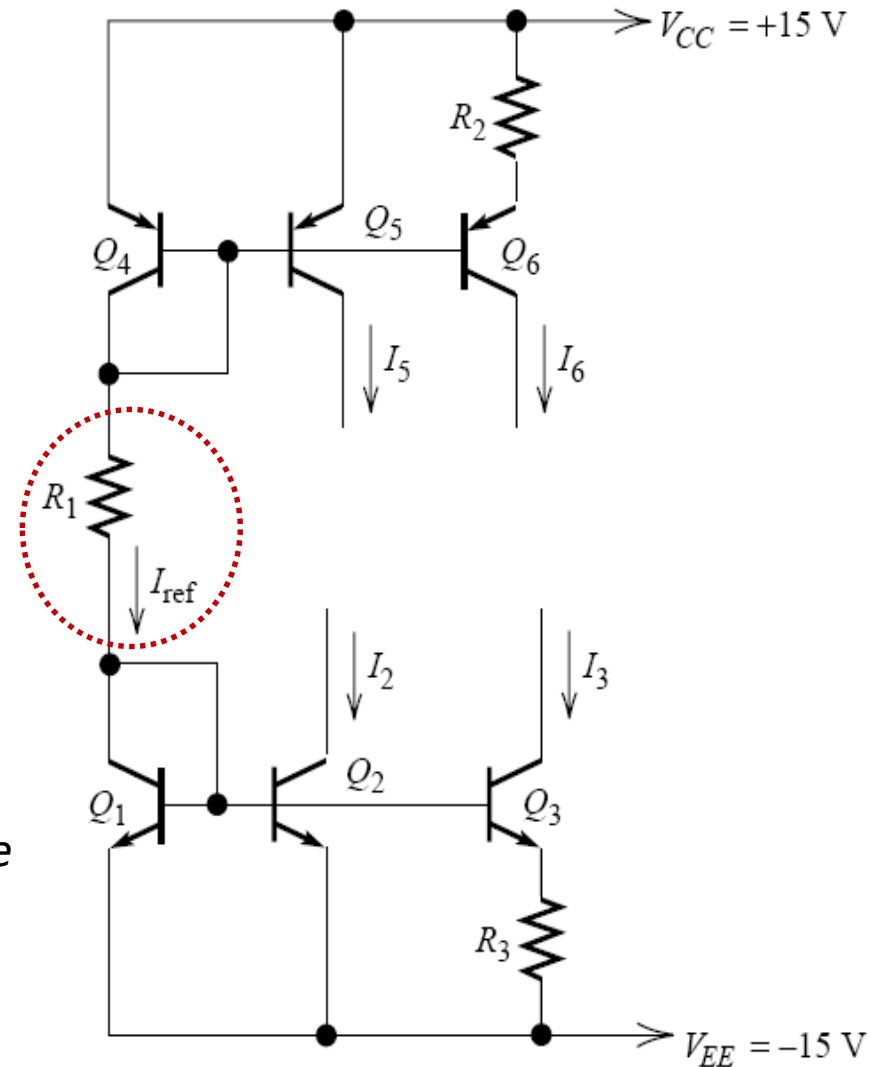 V_CC = +15 V
R_2
Q_5
Q_4
Q_6
I_5
I_6
R_1
I_ref
I_2
I_3
Q_2
Q_1
Q_3
e
R_3
V_EE = −15 V